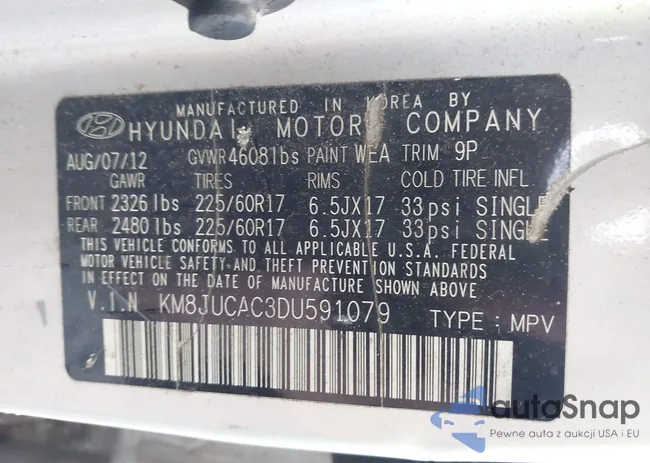 MANUFACTURED IN KOREA BY
HYUNDAI MOTOR COMPANY
AUG/07/12 GVWR 4608lbs PAINT WEA TRIM 9P
GAWR TIRES RIMS COLD TIRE INFL
FRONT 2326lbs 225/60R17 6.5JX17 33psi SINGLE
REAR 2480lbs 225/60R17 6.5JX17 33psi SINGLE
THIS VEHICLE CONFORMS TO ALL APPLICABLE U.S.A. FEDERAL
MOTOR VEHICLE SAFETY AND THEFT PREVENTION STANDARDS
IN EFFECT ON THE DATE OF MANUFACTURE SHOWN ABOVE
V.I.N KM8JUCAC3DU591079 TYPE : MPV
autoSnap
Pewne auta z aukcji USA i EU